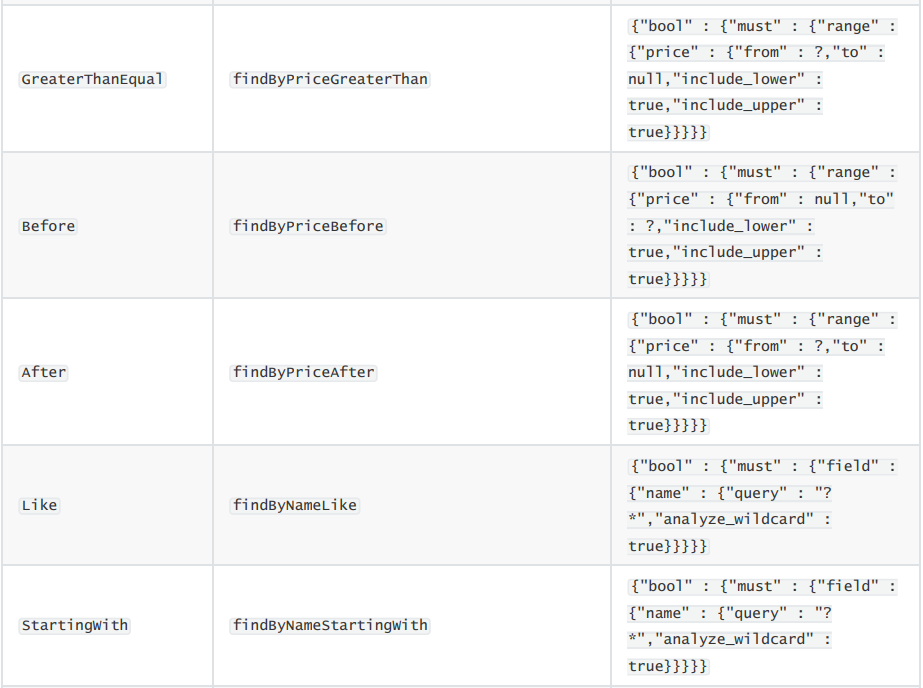 GreaterThanEqual
findByPriceGreaterThan
{"bool" : {"must" : {"range" :
{"price" : {"from" : ?,"to" :
null,"include_lower" :
true,"include_upper" :
true}}}}}
Before
findByPriceBefore
{"bool" : {"must" : {"range" :
{"price" : {"from" : null,"to"
: ?,"include_lower" :
true,"include_upper" :
true}}}}}
After
findByPriceAfter
{"bool" : {"must" : {"range" :
{"price" : {"from" : ?,"to" :
null,"include_lower" :
true,"include_upper" :
true}}}}}
Like
findByNameLike
{"bool" : {"must" : {"field" :
{"name" : {"query" : "?
*","analyze_wildcard" :
true}}}}}
StartingWith
findByNameStartingWith
{"bool" : {"must" : {"field" :
{"name" : {"query" : "?
*","analyze_wildcard" :
true}}}}}